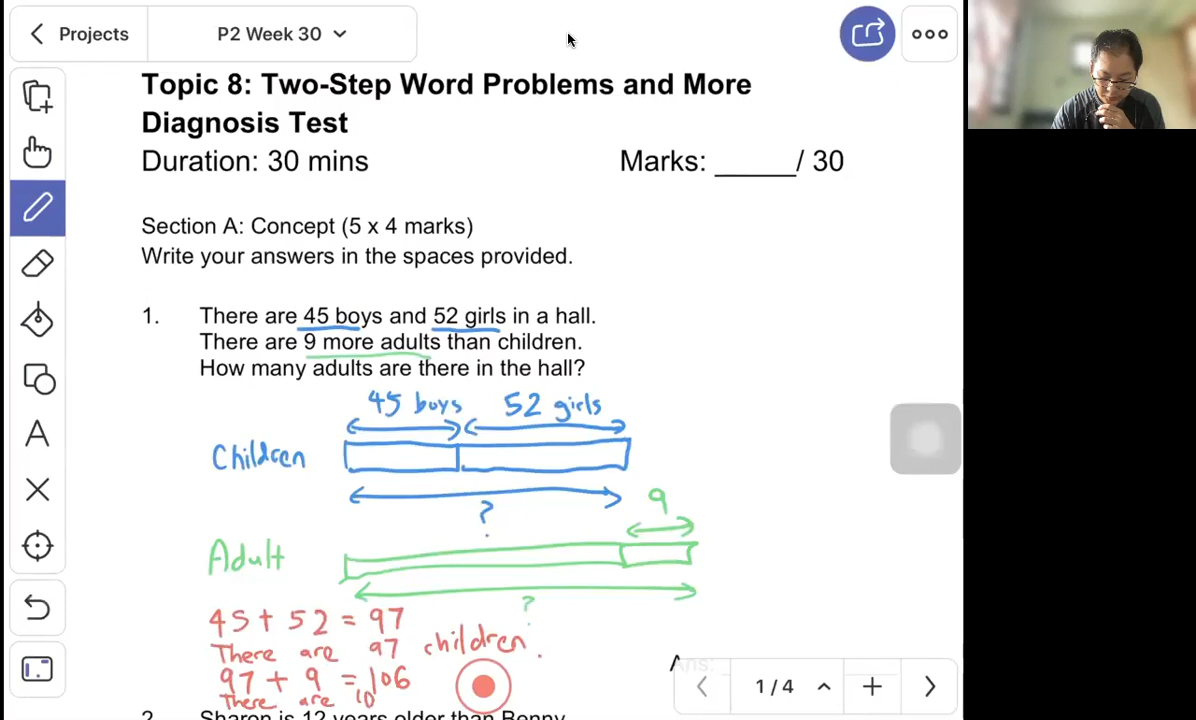 Projects
P2 Week 30
Topic 8: Two-Step Word Problems and More
Diagnosis Test
Duration: 30 mins
Marks: _____/ 30
Section A: Concept (5 x 4 marks)
Write your answers in the spaces provided.
1. There are 45 boys and 52 girls in a hall.
There are 9 more adults than children.
How many adults are there in the hall?
45 boys 52 girls
Children
?
9
Adult
?
45 + 52 = 97
There are 97 children.
97 + 9 = 106
There are 10
Ans:
1 / 4
2. Sharon is 12 years older than Benny.